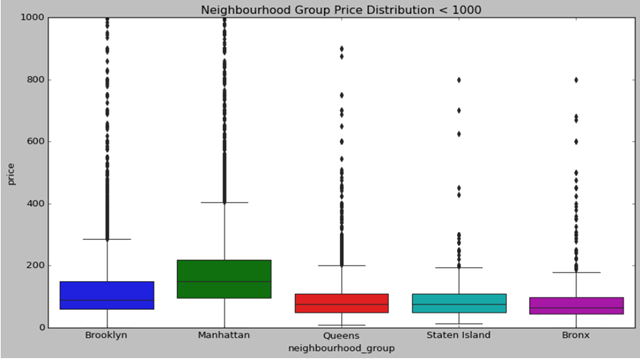 Neighbourhood Group Price Distribution < 1000
1000
800
600
400
200
0
price
Brooklyn Manhattan Queens Staten Island Bronx
neighbourhood_group